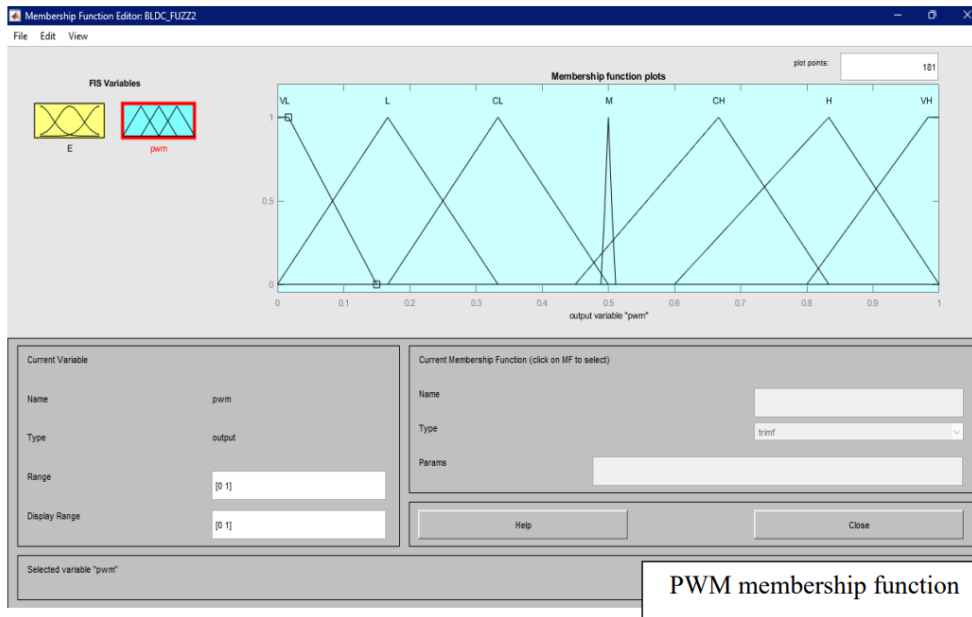 Membership Function Editor: BLDC_FUZZ2
File Edit View
FIS Variables
E
pwm
plot points:
181
Membership function plots
VL L CL M CH H VH
1
0.5
0
0 0.1 0.2 0.3 0.4 0.5 0.6 0.7 0.8 0.9 1
output variable "pwm"
Current Variable
Name pwm
Type output
Range [0 1]
Display Range [0 1]
Current Membership Function (click on MF to select)
Name
Type trimf
Params
Help Close
Selected variable "pwm"
PWM membership function